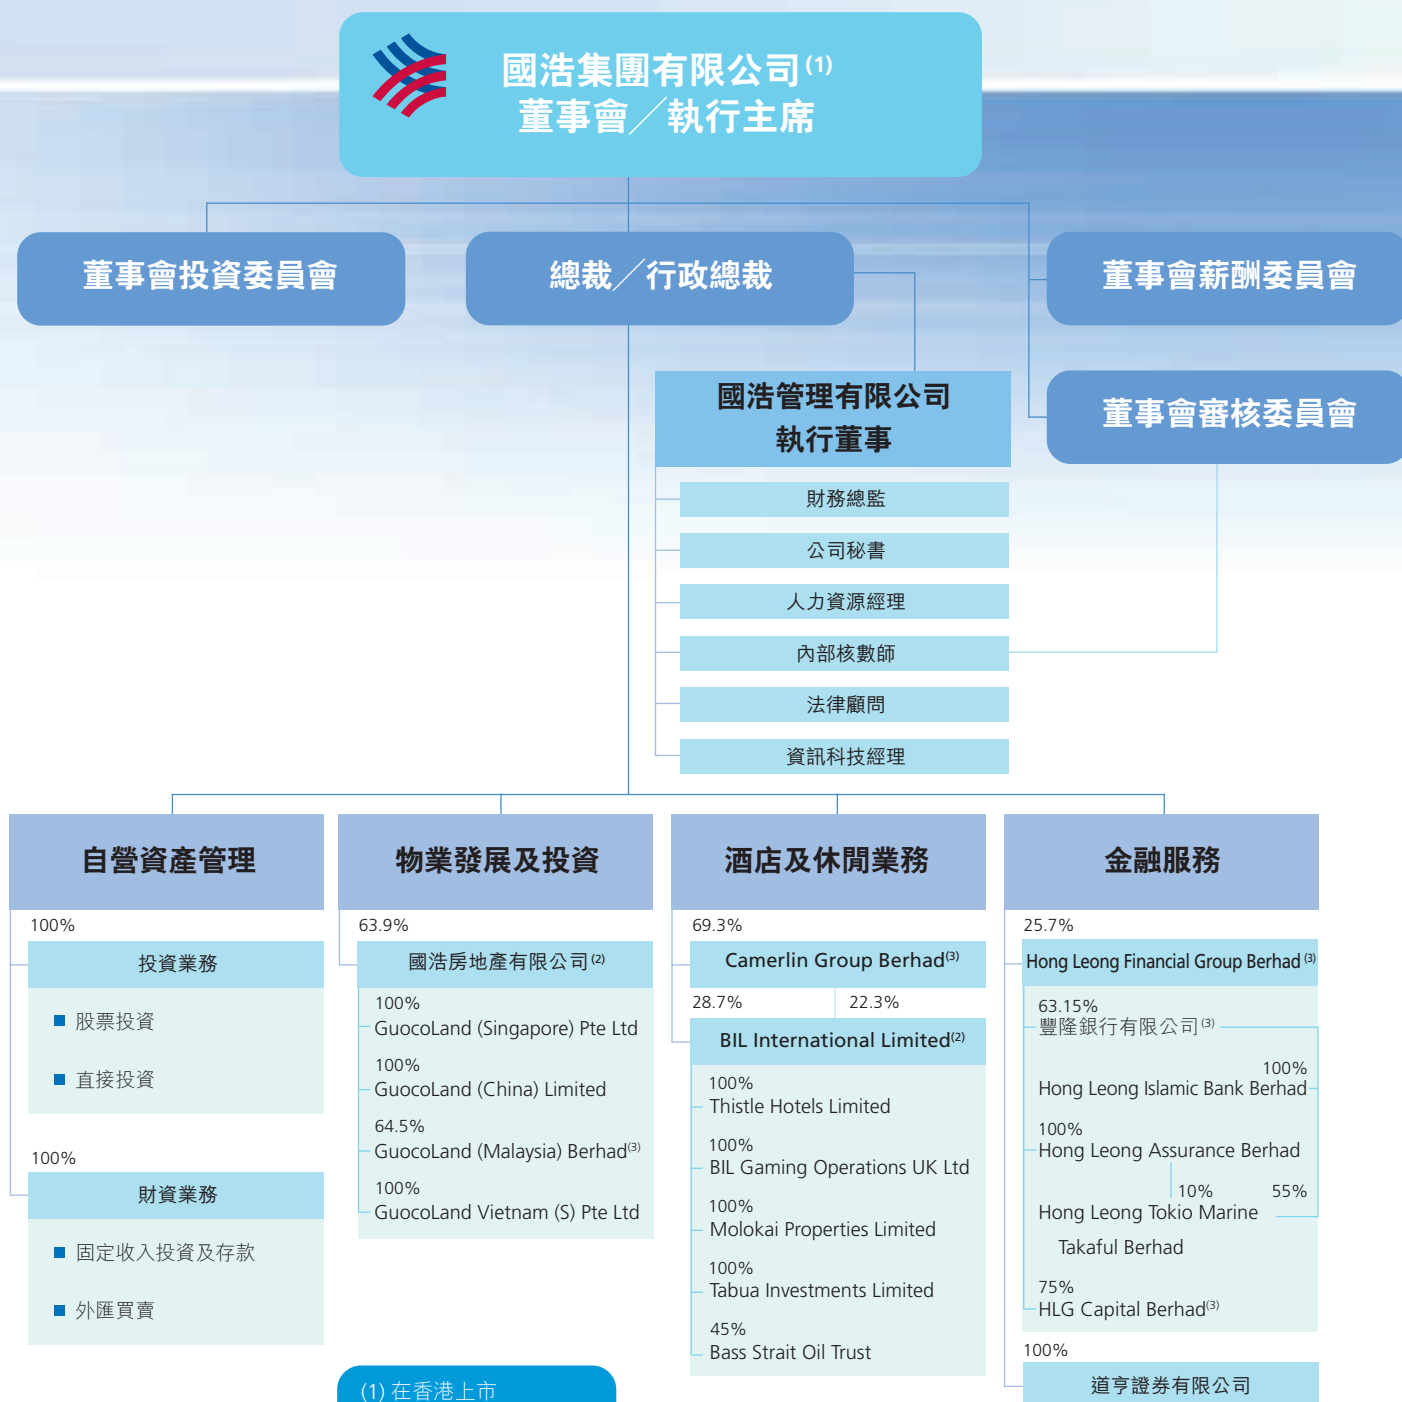 國浩集團有限公司(1)
董事會／執行主席
董事會投資委員會
總裁／行政總裁
董事會薪酬委員會
國浩管理有限公司
執行董事
董事會審核委員會
財務總監
公司秘書
人力資源經理
內部核數師
法律顧問
資訊科技經理
自營資產管理
100%
投資業務
股票投資
直接投資
100%
財資業務
固定收入投資及存款
外匯買賣
物業發展及投資
63.9%
國浩房地產有限公司(2)
100%
GuocoLand (Singapore) Pte Ltd
100%
GuocoLand (China) Limited
64.5%
GuocoLand (Malaysia) Berhad(3)
100%
GuocoLand Vietnam (S) Pte Ltd
酒店及休閒業務
69.3%
Camerlin Group Berhad(3)
28.7% 22.3%
BIL International Limited(2)
100%
Thistle Hotels Limited
100%
BIL Gaming Operations UK Ltd
100%
Molokai Properties Limited
100%
Tabua Investments Limited
45%
Bass Strait Oil Trust
金融服務
25.7%
Hong Leong Financial Group Berhad (3)
63.15%
豐隆銀行有限公司(3)
100%
Hong Leong Islamic Bank Berhad
100%
Hong Leong Assurance Berhad
10% 55%
Hong Leong Tokio Marine
Takaful Berhad
75%
HLG Capital Berhad(3)
100%
道亨證券有限公司
(1) 在香港上市